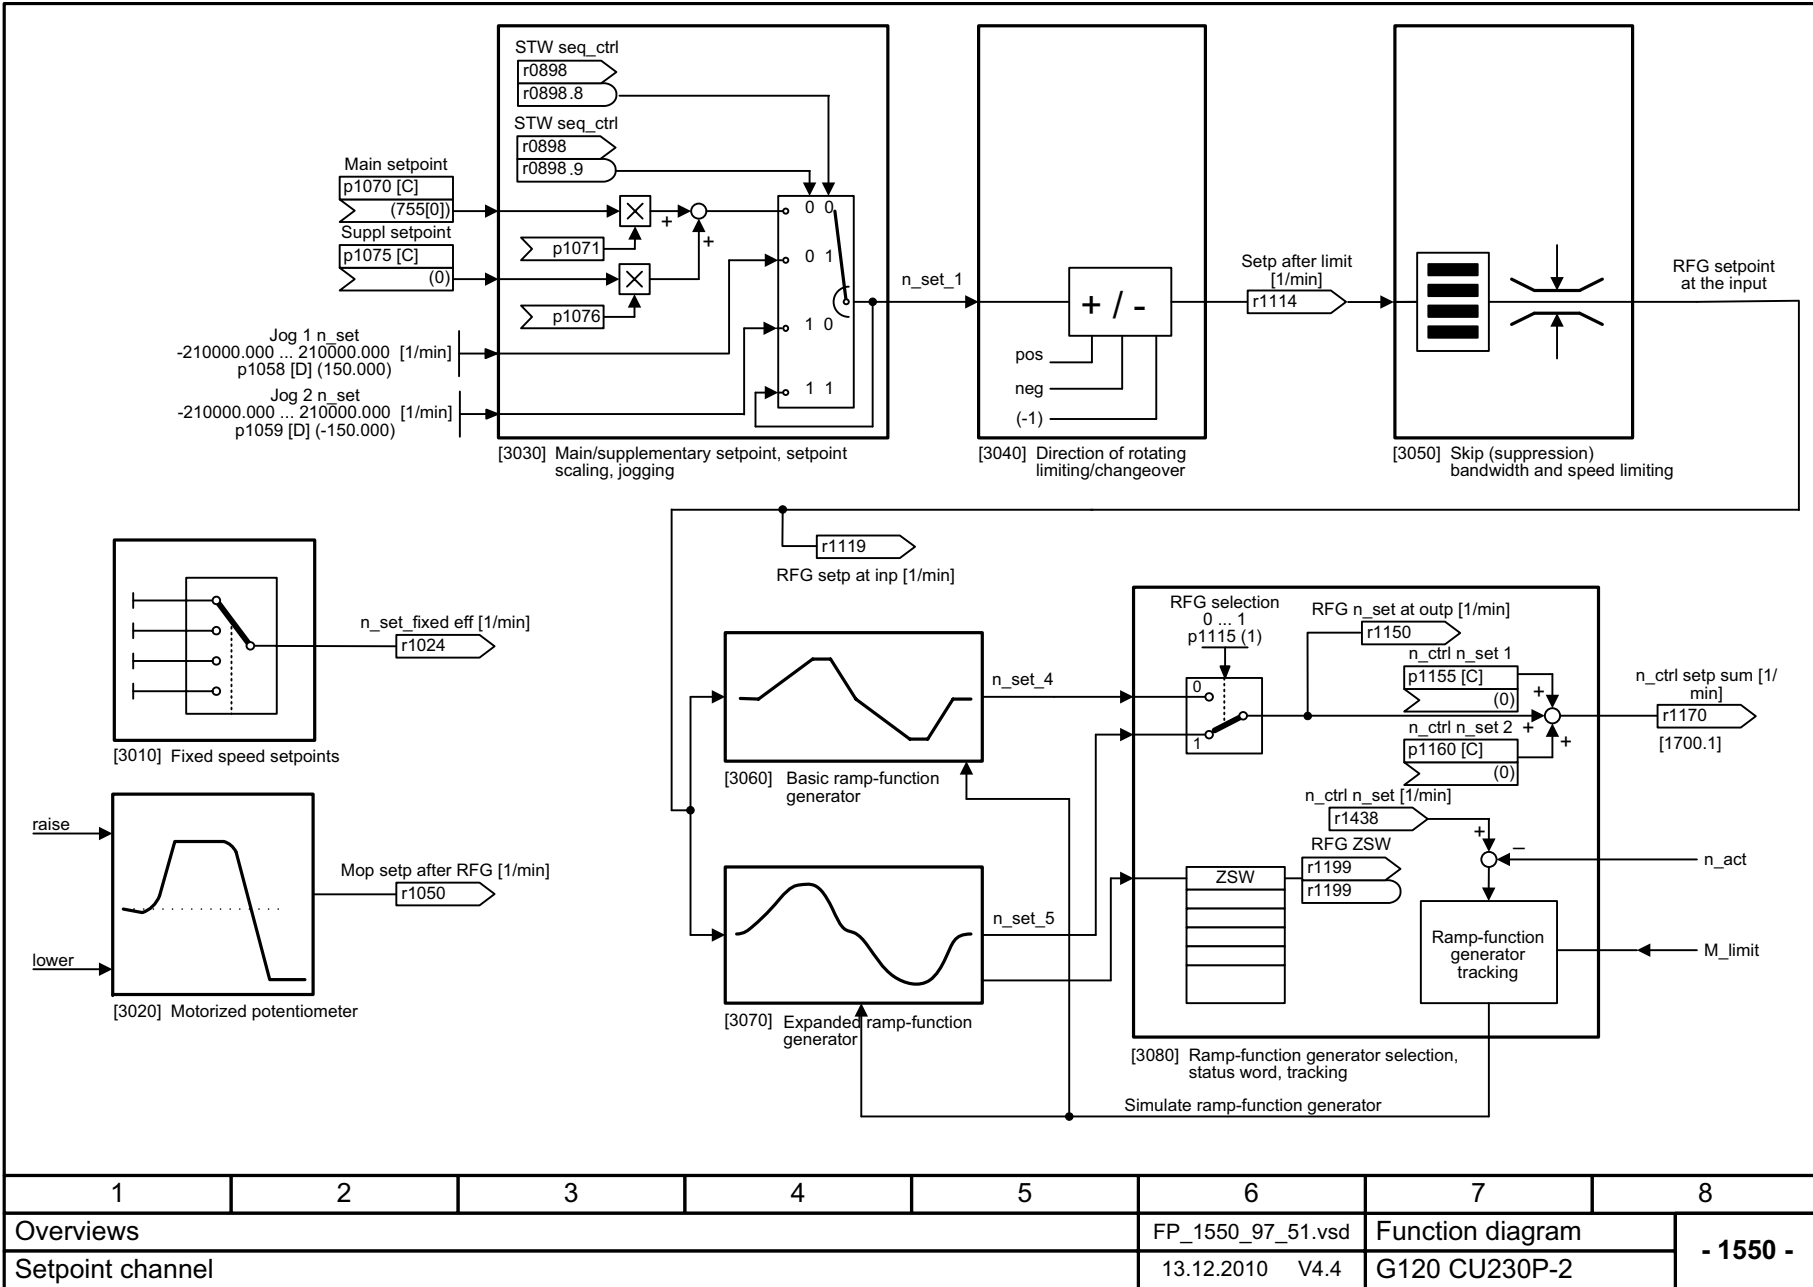 STW seq_ctrl
r0898
r0898.8
STW seq_ctrl
r0898
r0898.9
Main setpoint
p1070 [C]
(755[0])
Suppl setpoint
p1075 [C]
(0)
p1071
p1076
+
+
0 0
0 1
1 0
1 1
Jog 1 n_set
-210000.000 ... 210000.000 [1/min]
p1058 [D] (150.000)
Jog 2 n_set
-210000.000 ... 210000.000 [1/min]
p1059 [D] (-150.000)
[3030] Main/supplementary setpoint, setpoint
scaling, jogging
n_set_1
+ / -
pos
neg
(-1)
[3040] Direction of rotating
limiting/changeover
Setp after limit
[1/min]
r1114
[3050] Skip (suppression)
bandwidth and speed limiting
RFG setpoint
at the input
r1119
RFG setp at inp [1/min]
n_set_fixed eff [1/min]
r1024
[3010] Fixed speed setpoints
raise
lower
Mop setp after RFG [1/min]
r1050
[3020] Motorized potentiometer
n_set_4
[3060] Basic ramp-function
generator
n_set_5
[3070] Expanded ramp-function
generator
RFG selection
0 ... 1
p1115 (1)
0
1
RFG n_set at outp [1/min]
r1150
n_ctrl n_set 1
p1155 [C]
(0)
+
n_ctrl n_set 2
+
p1160 [C]
(0)
+
n_ctrl setp sum [1/
min]
r1170
[1700.1]
n_ctrl n_set [1/min]
r1438
+
–
n_act
RFG ZSW
r1199
r1199
ZSW
Ramp-function
generator
tracking
M_limit
[3080] Ramp-function generator selection,
status word, tracking
Simulate ramp-function generator
1 2 3 4 5 6 7 8
Overviews
FP_1550_97_51.vsd
Function diagram
- 1550 -
Setpoint channel
13.12.2010 V4.4
G120 CU230P-2